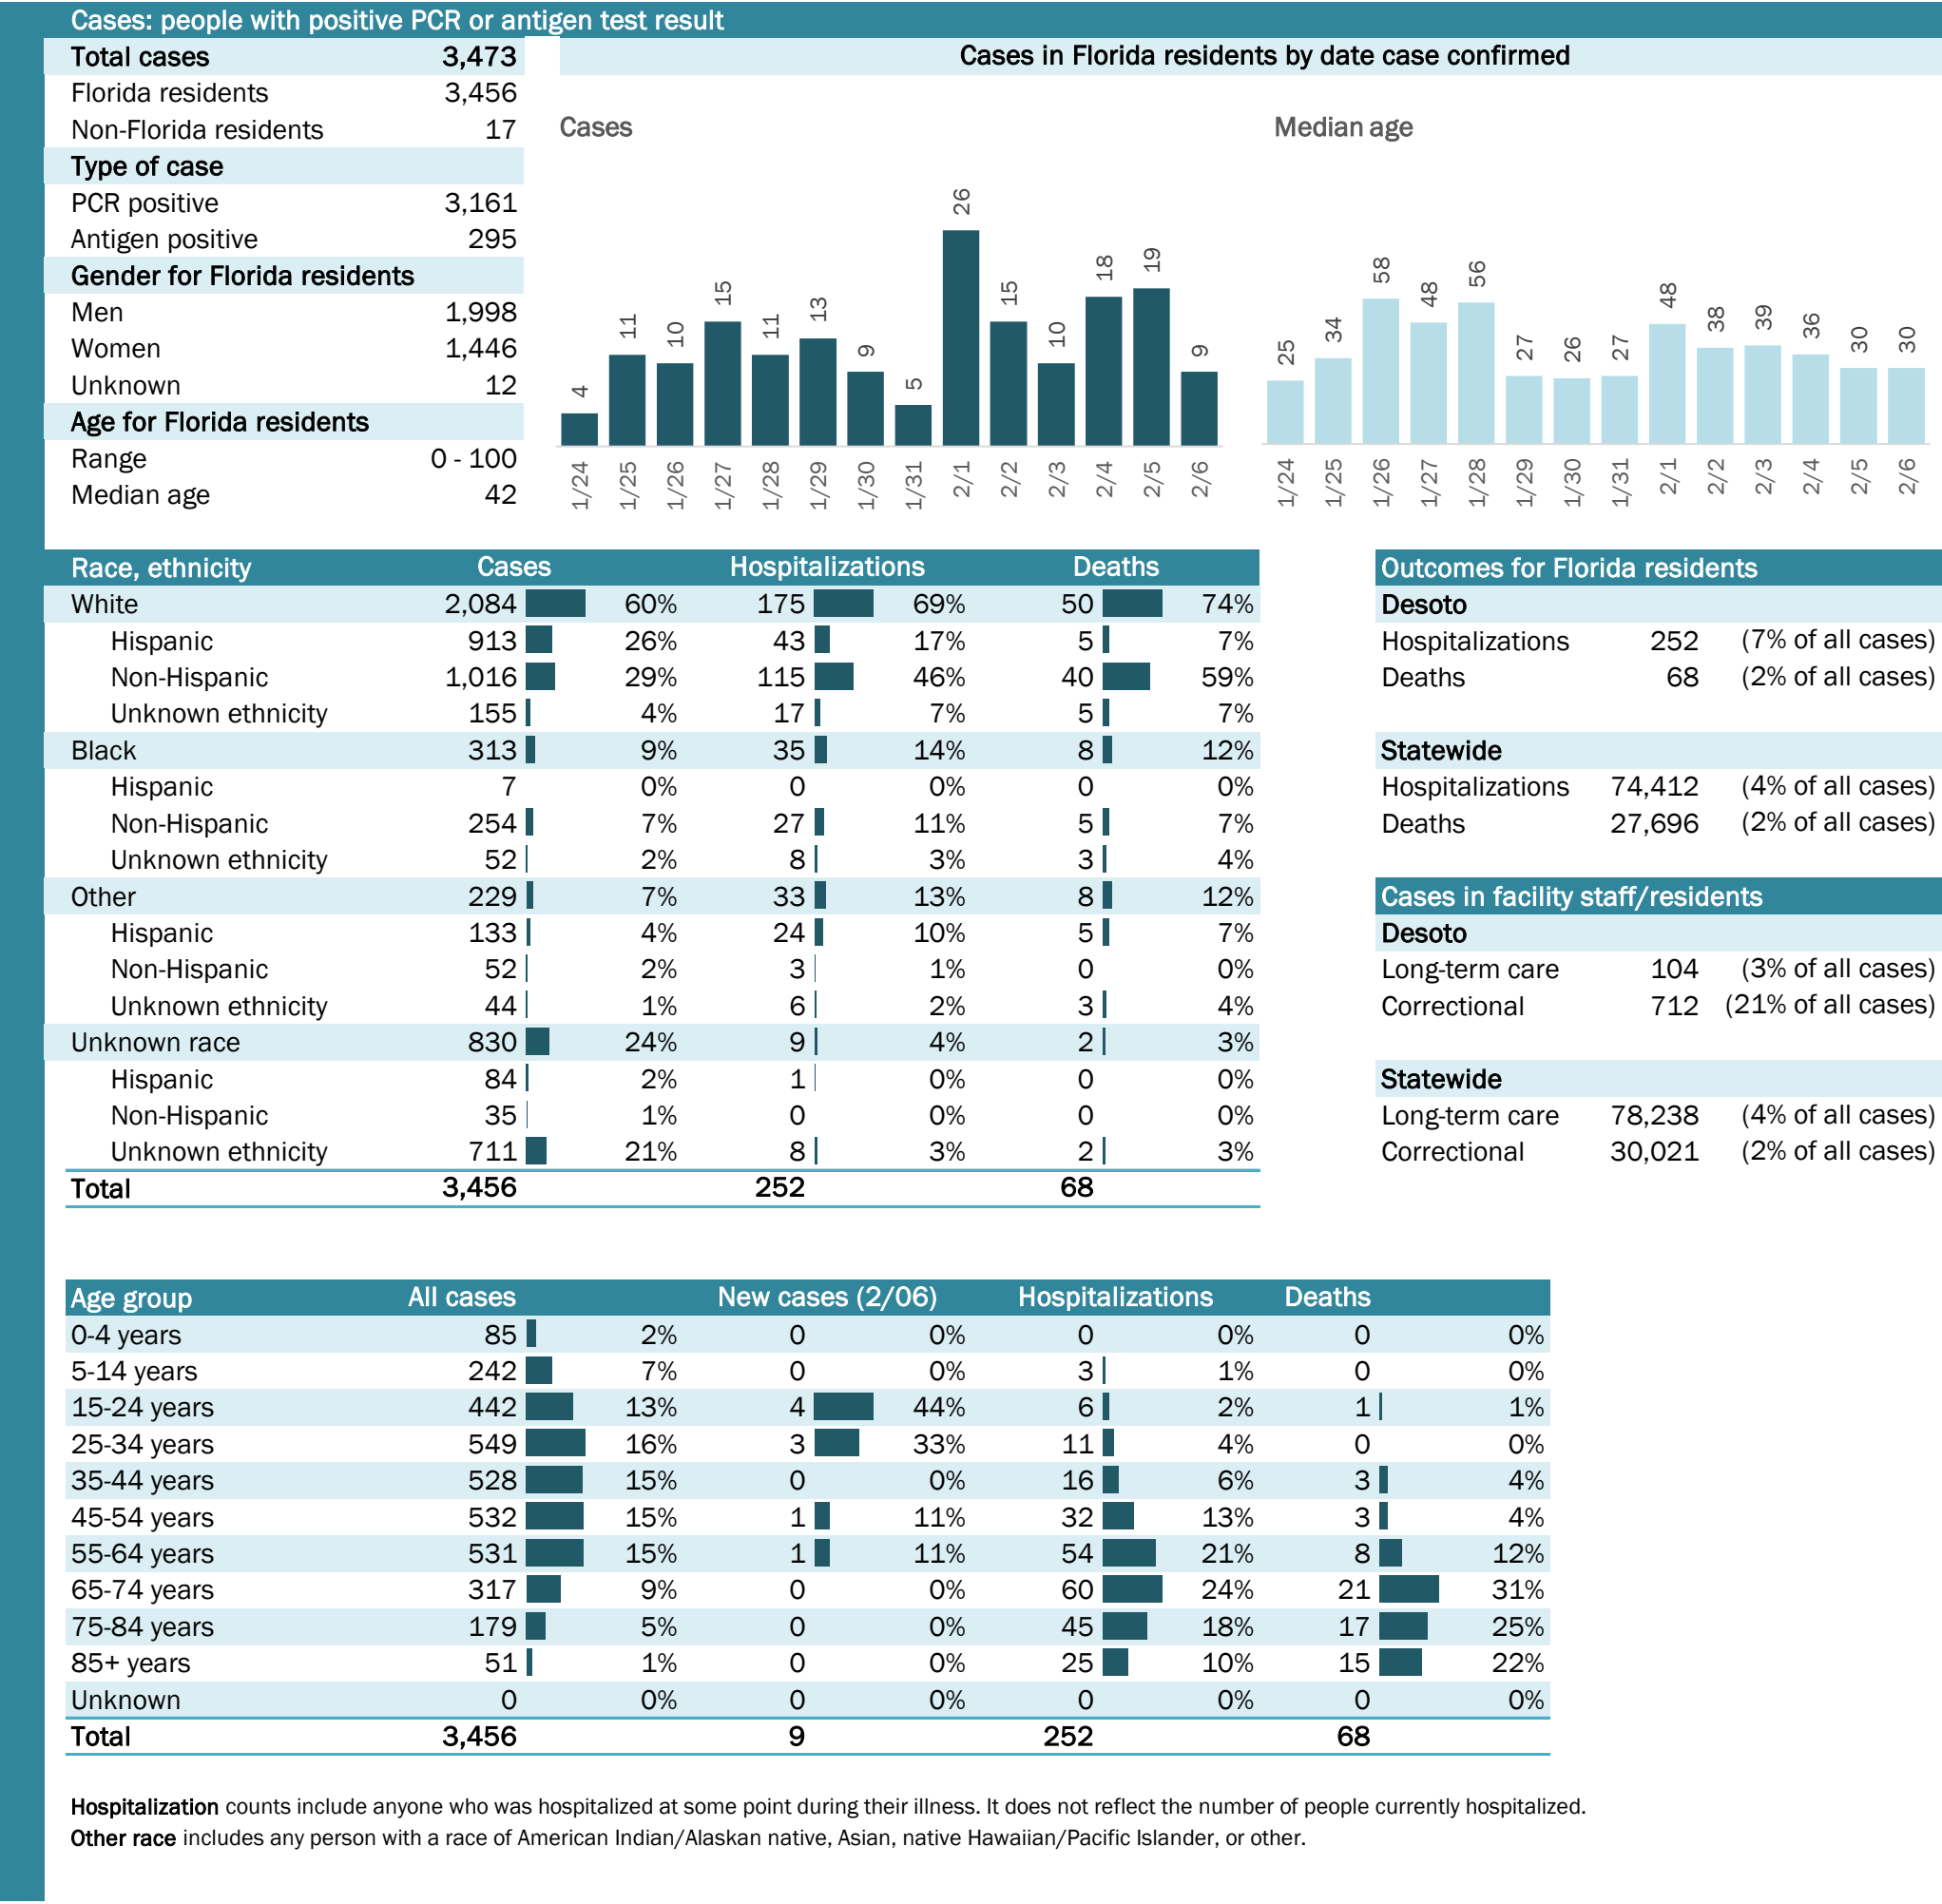 Cases: people with positive PCR or antigen test result
Total cases 3,473
Florida residents 3,456
Non-Florida residents 17
Type of case
PCR positive 3,161
Antigen positive 295
Gender for Florida residents
Men 1,998
Women 1,446
Unknown 12
Age for Florida residents
Range 0 - 100
Median age 42
Cases in Florida residents by date case confirmed
Cases
4 11 10 15 11 13 9 5 26 15 10 18 19 9
1/24 1/25 1/26 1/27 1/28 1/29 1/30 1/31 2/1 2/2 2/3 2/4 2/5 2/6
Median age
25 34 58 48 56 27 26 27 48 38 39 36 30 30
1/24 1/25 1/26 1/27 1/28 1/29 1/30 1/31 2/1 2/2 2/3 2/4 2/5 2/6
Race, ethnicity Cases Hospitalizations Deaths
White 2,084 60% 175 69% 50 74%
Hispanic 913 26% 43 17% 5 7%
Non-Hispanic 1,016 29% 115 46% 40 59%
Unknown ethnicity 155 4% 17 7% 5 7%
Black 313 9% 35 14% 8 12%
Hispanic 7 0% 0 0% 0 0%
Non-Hispanic 254 7% 27 11% 5 7%
Unknown ethnicity 52 2% 8 3% 3 4%
Other 229 7% 33 13% 8 12%
Hispanic 133 4% 24 10% 5 7%
Non-Hispanic 52 2% 3 1% 0 0%
Unknown ethnicity 44 1% 6 2% 3 4%
Unknown race 830 24% 9 4% 2 3%
Hispanic 84 2% 1 0% 0 0%
Non-Hispanic 35 1% 0 0% 0 0%
Unknown ethnicity 711 21% 8 3% 2 3%
Total 3,456 252 68
Outcomes for Florida residents
Desoto
Hospitalizations 252 (7% of all cases)
Deaths 68 (2% of all cases)
Statewide
Hospitalizations 74,412 (4% of all cases)
Deaths 27,696 (2% of all cases)
Cases in facility staff/residents
Desoto
Long-term care 104 (3% of all cases)
Correctional 712 (21% of all cases)
Statewide
Long-term care 78,238 (4% of all cases)
Correctional 30,021 (2% of all cases)
Age group All cases New cases (2/06) Hospitalizations Deaths
0-4 years 85 2% 0 0% 0 0% 0 0%
5-14 years 242 7% 0 0% 3 1% 0 0%
15-24 years 442 13% 4 44% 6 2% 1 1%
25-34 years 549 16% 3 33% 11 4% 0 0%
35-44 years 528 15% 0 0% 16 6% 3 4%
45-54 years 532 15% 1 11% 32 13% 3 4%
55-64 years 531 15% 1 11% 54 21% 8 12%
65-74 years 317 9% 0 0% 60 24% 21 31%
75-84 years 179 5% 0 0% 45 18% 17 25%
85+ years 51 1% 0 0% 25 10% 15 22%
Unknown 0 0% 0 0% 0 0% 0 0%
Total 3,456 9 252 68
Hospitalization counts include anyone who was hospitalized at some point during their illness. It does not reflect the number of people currently hospitalized.
Other race includes any person with a race of American Indian/Alaskan native, Asian, native Hawaiian/Pacific Islander, or other.